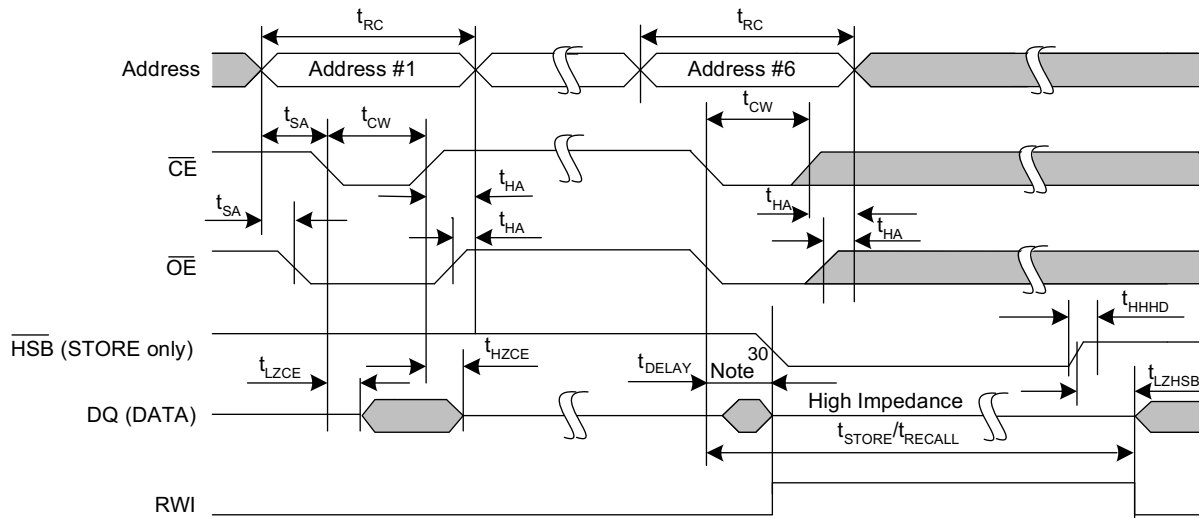 tRC
tRC
Address
Address #1
Address #6
tSA
tCW
tCW
CE
tHA
tSA
tHA
tHA
tHA
OE
tHHHD
HSB (STORE only)
tLZCE
tHZCE
tDELAY
Note 30
tLZHSB
DQ (DATA)
High Impedance
tSTORE/tRECALL
RWI